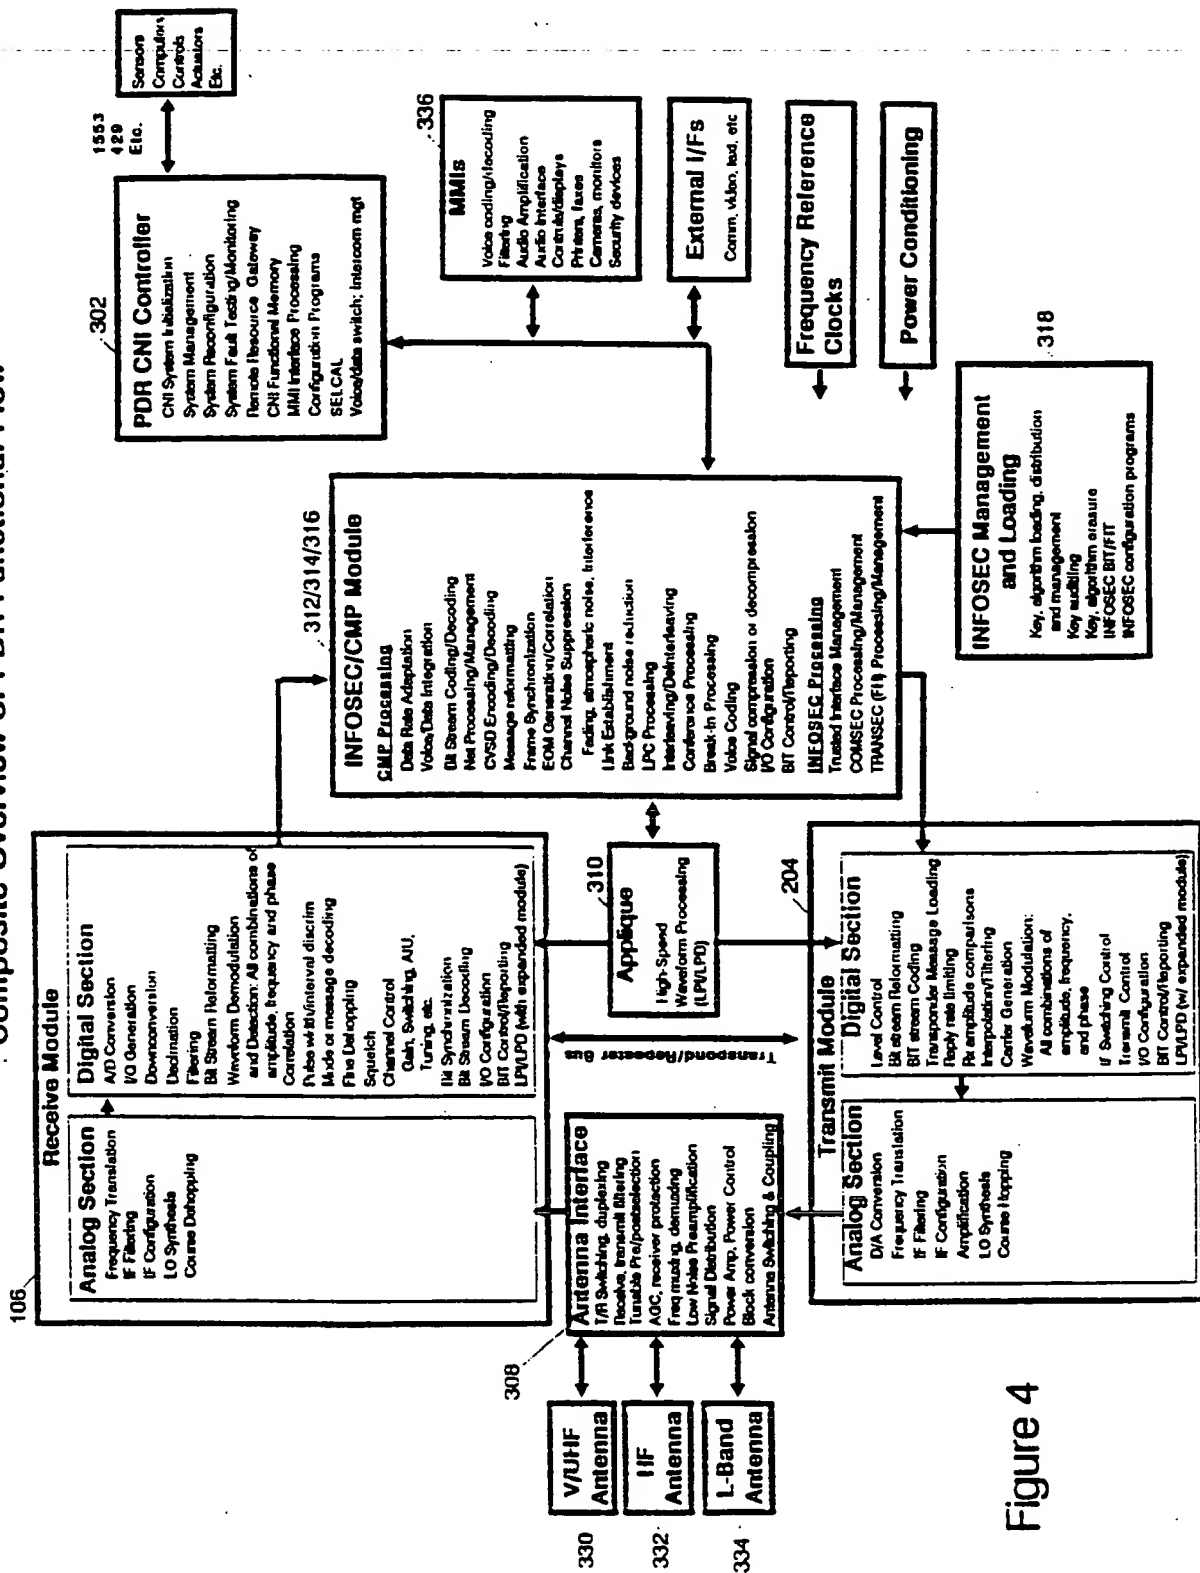 106
Receive Module
Analog Section
Frequency Translation
IF Filtering
IF Configuration
LO Synthesis
Course Dehopping
Digital Section
A/D Conversion
I/Q Generation
Downconversion
Decimation
Filtering
Bit Stream Reformatting
Waveform Demodulation
and Detection: All combinations of
amplitude, frequency and phase
Correlation
Pulse width/interval discrim
Mode or message decoding
Fine Dehopping
Squelch
Channel Control
Gain, Switching,
Tuning, etc.
Bit Synchronization
Bit Stream Decoding
I/O Configuration
BIT Control/Reporting
LPI/LPD (with expanded module)
312/314/316
INFOSEC/CMP Module
CMP Processing
Data Rate Adaptation
Voice/Data Integration
Bit Stream Coding/Decoding
Net Processing/Management
CVSD Encoding/Decoding
Message reformatting
Frame Synchronization
EOM Generation/Correlation
Channel Noise Suppression
Fading, atmospheric noise, Interference
Link Establishment
Background noise reduction
LPC Processing
Interleaving/Deinterleaving
Conference Processing
Break-In Processing
Voice Coding
Signal compression or decompression
I/O Configuration
BIT Control/Reporting
INFOSEC Processing
Trusted Interface Management
COMSEC Processing/Management
TRANSEC (FH) Processing/Management
302
PDR CNI Controller
CNI System Initialization
System Management
System Reconfiguration
System Fault Testing/Monitoring
Remote Resource Gateway
CNI Functional Memory
MMI Interface Processing
Configuration Programs
SELCAL
Voice/data switch; Intercom mgt
1553
429
Etc.
Sensors
Computers
Controls
Actuators
Etc.
336
MMIs
Voice coding/decoding
Filtering
Audio Amplification
Audio Interface
Controls/displays
Printers, faxes
Cameras, monitors
Security devices
External I/Fs
Comm, video, etc
Frequency Reference
Clocks
Power Conditioning
318
INFOSEC Management
and Loading
Key, algorithm loading, distribution
and management
Key auditing
Key, algorithm erasure
INFOSEC BIT/FIT
INFOSEC configuration programs
310
Applique
High-Speed
Waveform Processing
(LPI/LPD)
Transpond/Repeater Bus
308
Antenna Interface
T/R Switching, duplexing
Receive, transmit filtering
Tunable Pre/postselection
AGC, receiver protection
Freq muxing, demuxing
Low Noise Preamplification
Signal Distribution
Power Amp, Power Control
Block conversion
Antenna Switching & Coupling
V/UHF
Antenna
330
HF
Antenna
332
L-Band
Antenna
334
204
Transmit Module
Analog Section
D/A Conversion
Frequency Translation
IF Filtering
IF Configuration
Amplification
LO Synthesis
Course Hopping
Digital Section
Level Control
Bit stream Reformatting
BIT stream Coding
Transponder Message Loading
Reply rate limiting
Rx amplitude comparisons
Interpolation/filtering
Carrier Generation
Waveform Modulation:
All combinations of
amplitude, frequency,
and phase
I/F Switching Control
Transmit Control
I/O Configuration
BIT Control/Reporting
LPI/LPD (w/ expanded module)
Figure 4